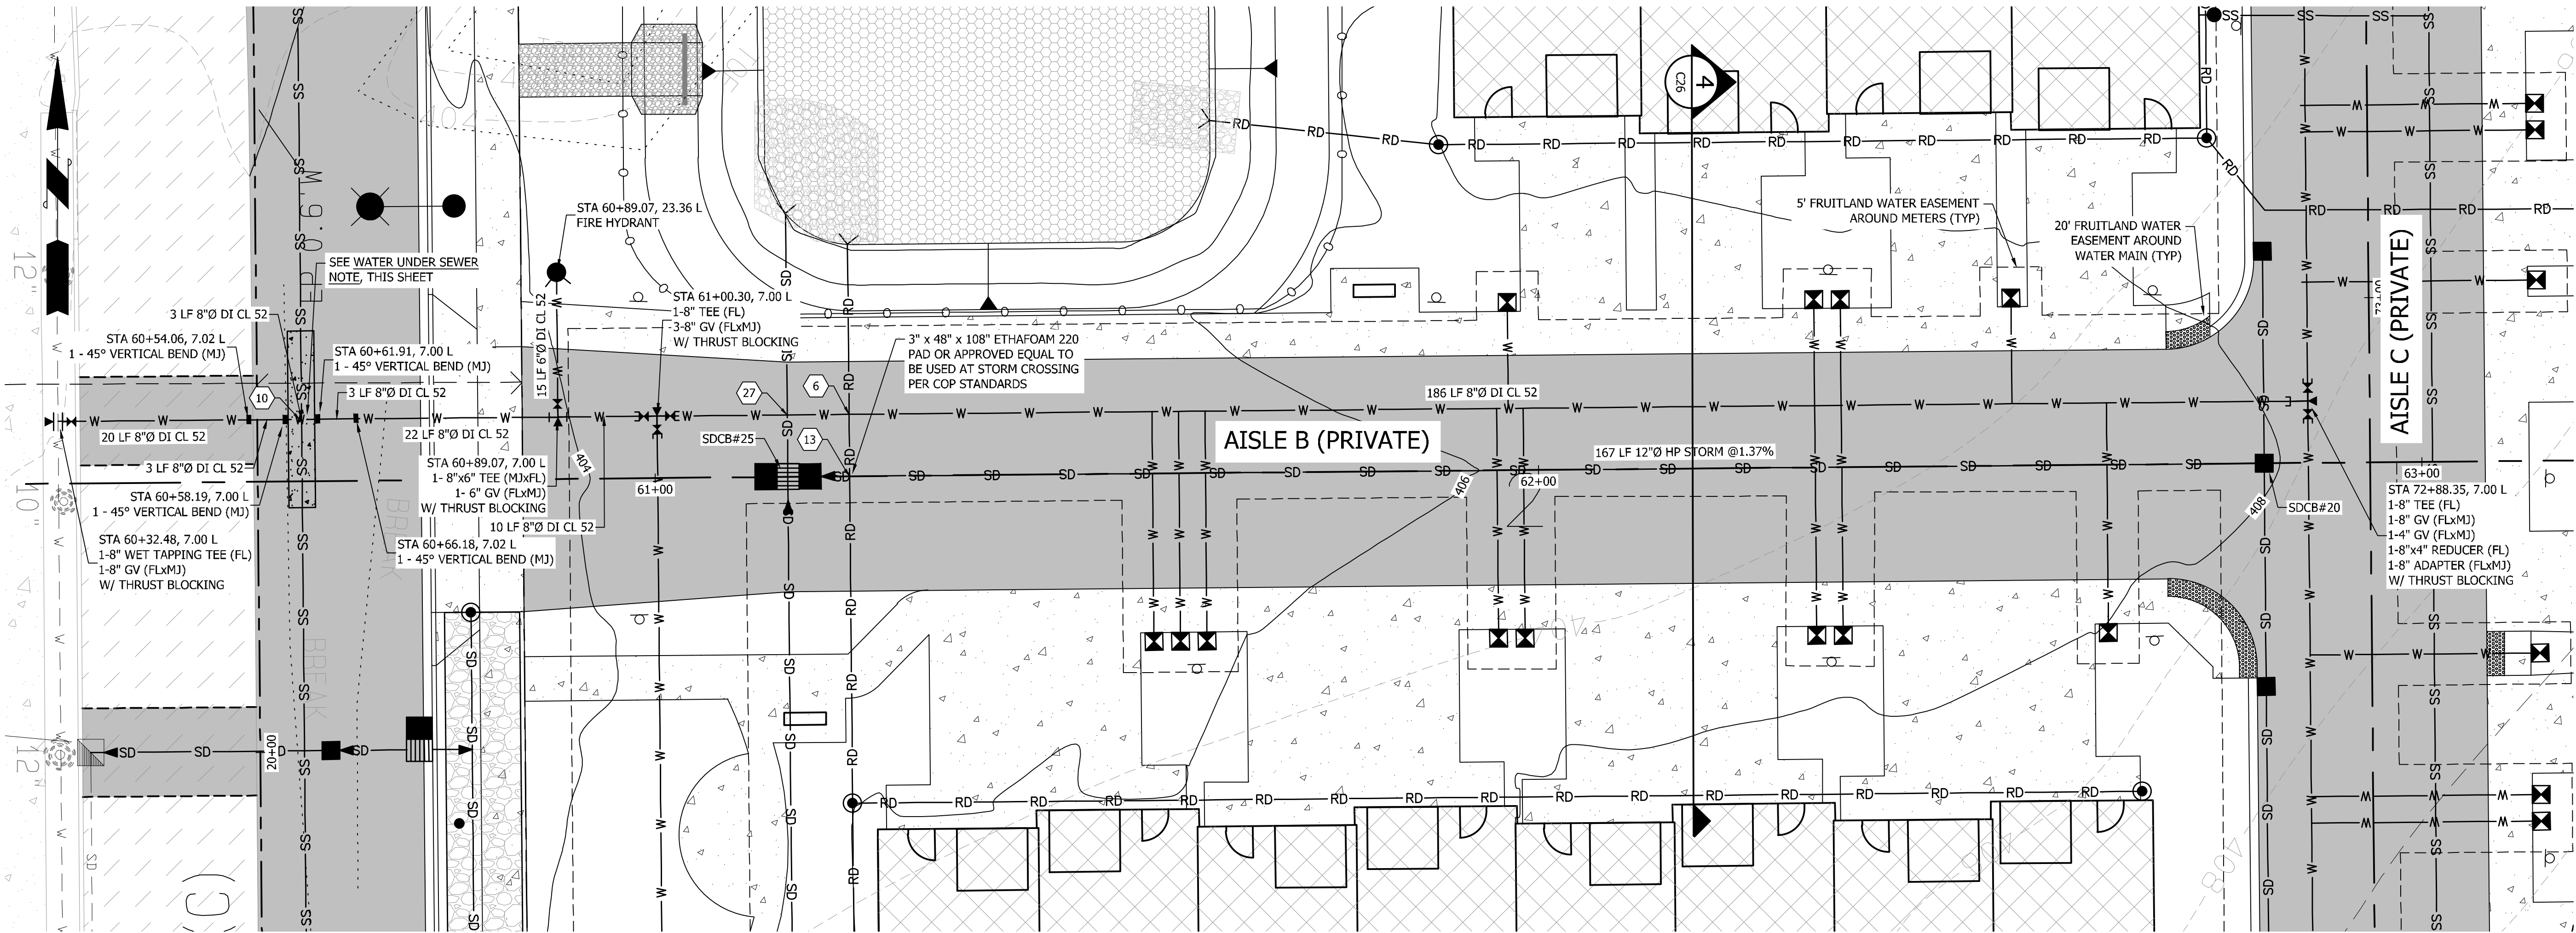 STA 60+89.07, 23.36 L
FIRE HYDRANT
4
C26
5' FRUITLAND WATER EASEMENT
AROUND METERS (TYP)
20' FRUITLAND WATER
EASEMENT AROUND
WATER MAIN (TYP)
AISLE C (PRIVATE)
SEE WATER UNDER SEWER
NOTE, THIS SHEET
12"
3 LF 8"Ø DI CL 52
STA 60+54.06, 7.02 L
1 - 45° VERTICAL BEND (MJ)
STA 60+61.91, 7.00 L
1 - 45° VERTICAL BEND (MJ)
3 LF 8"Ø DI CL 52
10
15 LF 6"Ø DI CL 52
STA 61+00.30, 7.00 L
1-8" TEE (FL)
3-8" GV (FLxMJ)
W/ THRUST BLOCKING
3" x 48" x 108" ETHAFOAM 220
PAD OR APPROVED EQUAL TO
BE USED AT STORM CROSSING
PER COP STANDARDS
27
6
13
186 LF 8"Ø DI CL 52
AISLE B (PRIVATE)
167 LF 12"Ø HP STORM @1.37%
SDCB#25
20 LF 8"Ø DI CL 52
22 LF 8"Ø DI CL 52
3 LF 8"Ø DI CL 52
STA 60+58.19, 7.00 L
1 - 45° VERTICAL BEND (MJ)
STA 60+32.48, 7.00 L
1-8" WET TAPPING TEE (FL)
1-8" GV (FLxMJ)
W/ THRUST BLOCKING
STA 60+89.07, 7.00 L
1- 8"x6" TEE (MJxFL)
1- 6" GV (FLxMJ)
W/ THRUST BLOCKING
10 LF 8"Ø DI CL 52
STA 60+66.18, 7.02 L
1 - 45° VERTICAL BEND (MJ)
404
61+00
406
62+00
408
63+00
SDCB#20
STA 72+88.35, 7.00 L
1-8" TEE (FL)
1-8" GV (FLxMJ)
1-4" GV (FLxMJ)
1-8"x4" REDUCER (FL)
1-8" ADAPTER (FLxMJ)
W/ THRUST BLOCKING
10"
BREAK
BREAK
20+00
12"
SD
RD
SS
W
408